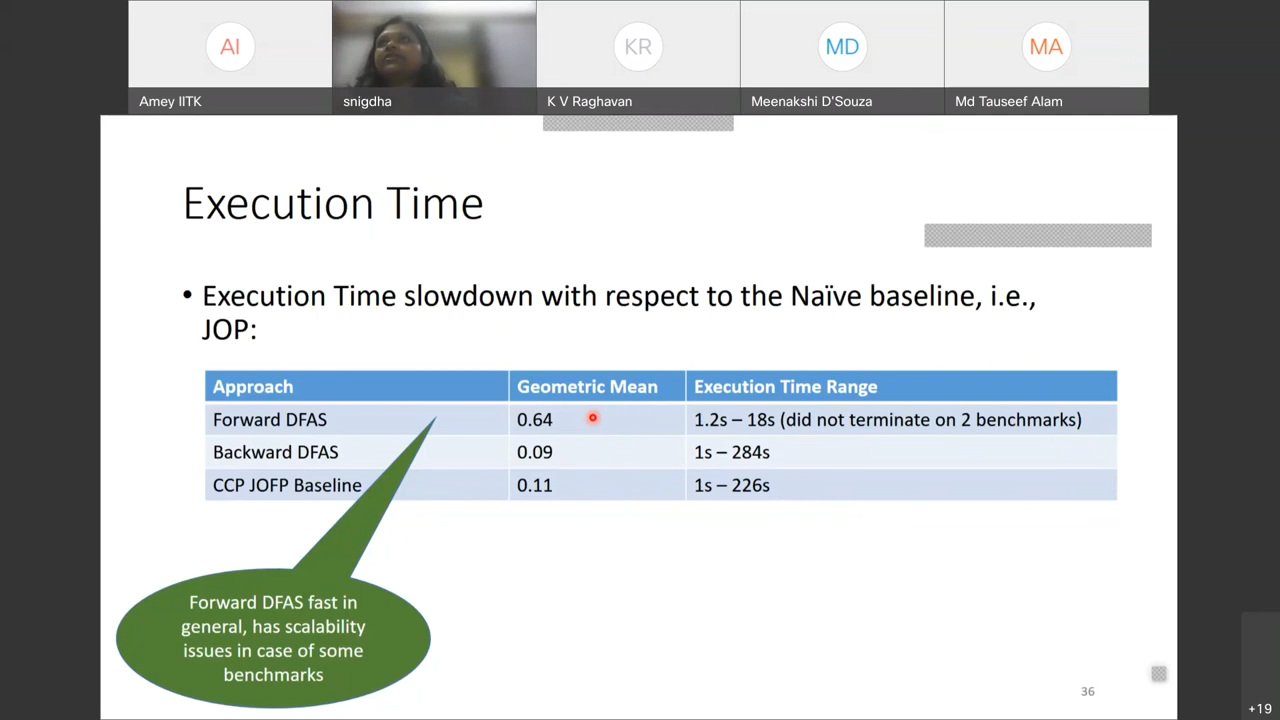 AI
KR
MD
MA
Amey IITK
snigdha
K V Raghavan
Meenakshi D'Souza
Md Tauseef Alam
Execution Time
• Execution Time slowdown with respect to the Naïve baseline, i.e.,
JOP:
Approach Geometric Mean Execution Time Range
Forward DFAS 0.64 1.2s – 18s (did not terminate on 2 benchmarks)
Backward DFAS 0.09 1s – 284s
CCP JOFP Baseline 0.11 1s – 226s
Forward DFAS fast in
general, has scalability
issues in case of some
benchmarks
36
+19